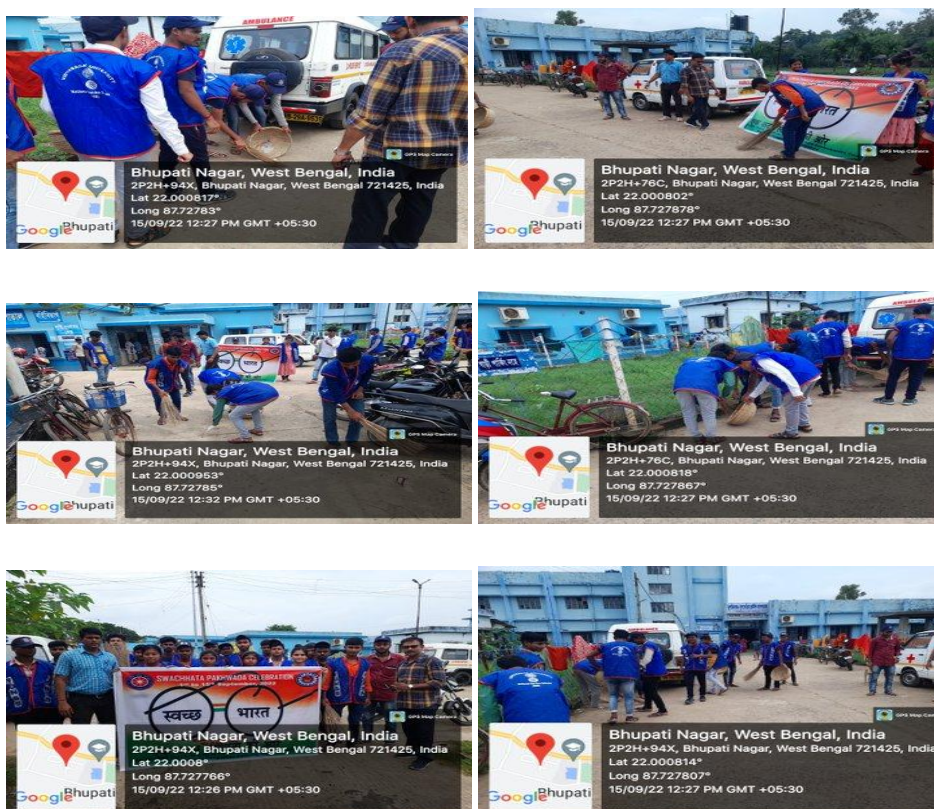 AMBULANCE
GPS Map Camera
Bhupati Nagar, West Bengal, India
2P2H+94X, Bhupati Nagar, West Bengal 721425, India
Lat 22.000817°
Long 87.72783°
15/09/22 12:27 PM GMT +05:30
Google
Bhupati
भारत
GPS Map Camera
Bhupati Nagar, West Bengal, India
2P2H+76C, Bhupati Nagar, West Bengal 721425, India
Lat 22.000802°
Long 87.727878°
15/09/22 12:27 PM GMT +05:30
Google
Bhupati
भारत
GPS Map Camera
Bhupati Nagar, West Bengal, India
2P2H+94X, Bhupati Nagar, West Bengal 721425, India
Lat 22.000953°
Long 87.72785°
15/09/22 12:32 PM GMT +05:30
Google
Bhupati
AMBULANCE
GPS Map Camera
Bhupati Nagar, West Bengal, India
2P2H+76C, Bhupati Nagar, West Bengal 721425, India
Lat 22.000818°
Long 87.727867°
15/09/22 12:27 PM GMT +05:30
Google
Bhupati
SWACHHATA PAKHWADA CELEBRATION
स्वच्छ भारत
GPS Map Camera
Bhupati Nagar, West Bengal, India
2P2H+94X, Bhupati Nagar, West Bengal 721425, India
Lat 22.0008°
Long 87.727766°
15/09/22 12:26 PM GMT +05:30
Google
Bhupati
GPS Map Camera
Bhupati Nagar, West Bengal, India
2P2H+94X, Bhupati Nagar, West Bengal 721425, India
Lat 22.000814°
Long 87.727807°
15/09/22 12:27 PM GMT +05:30
Google
Bhupati